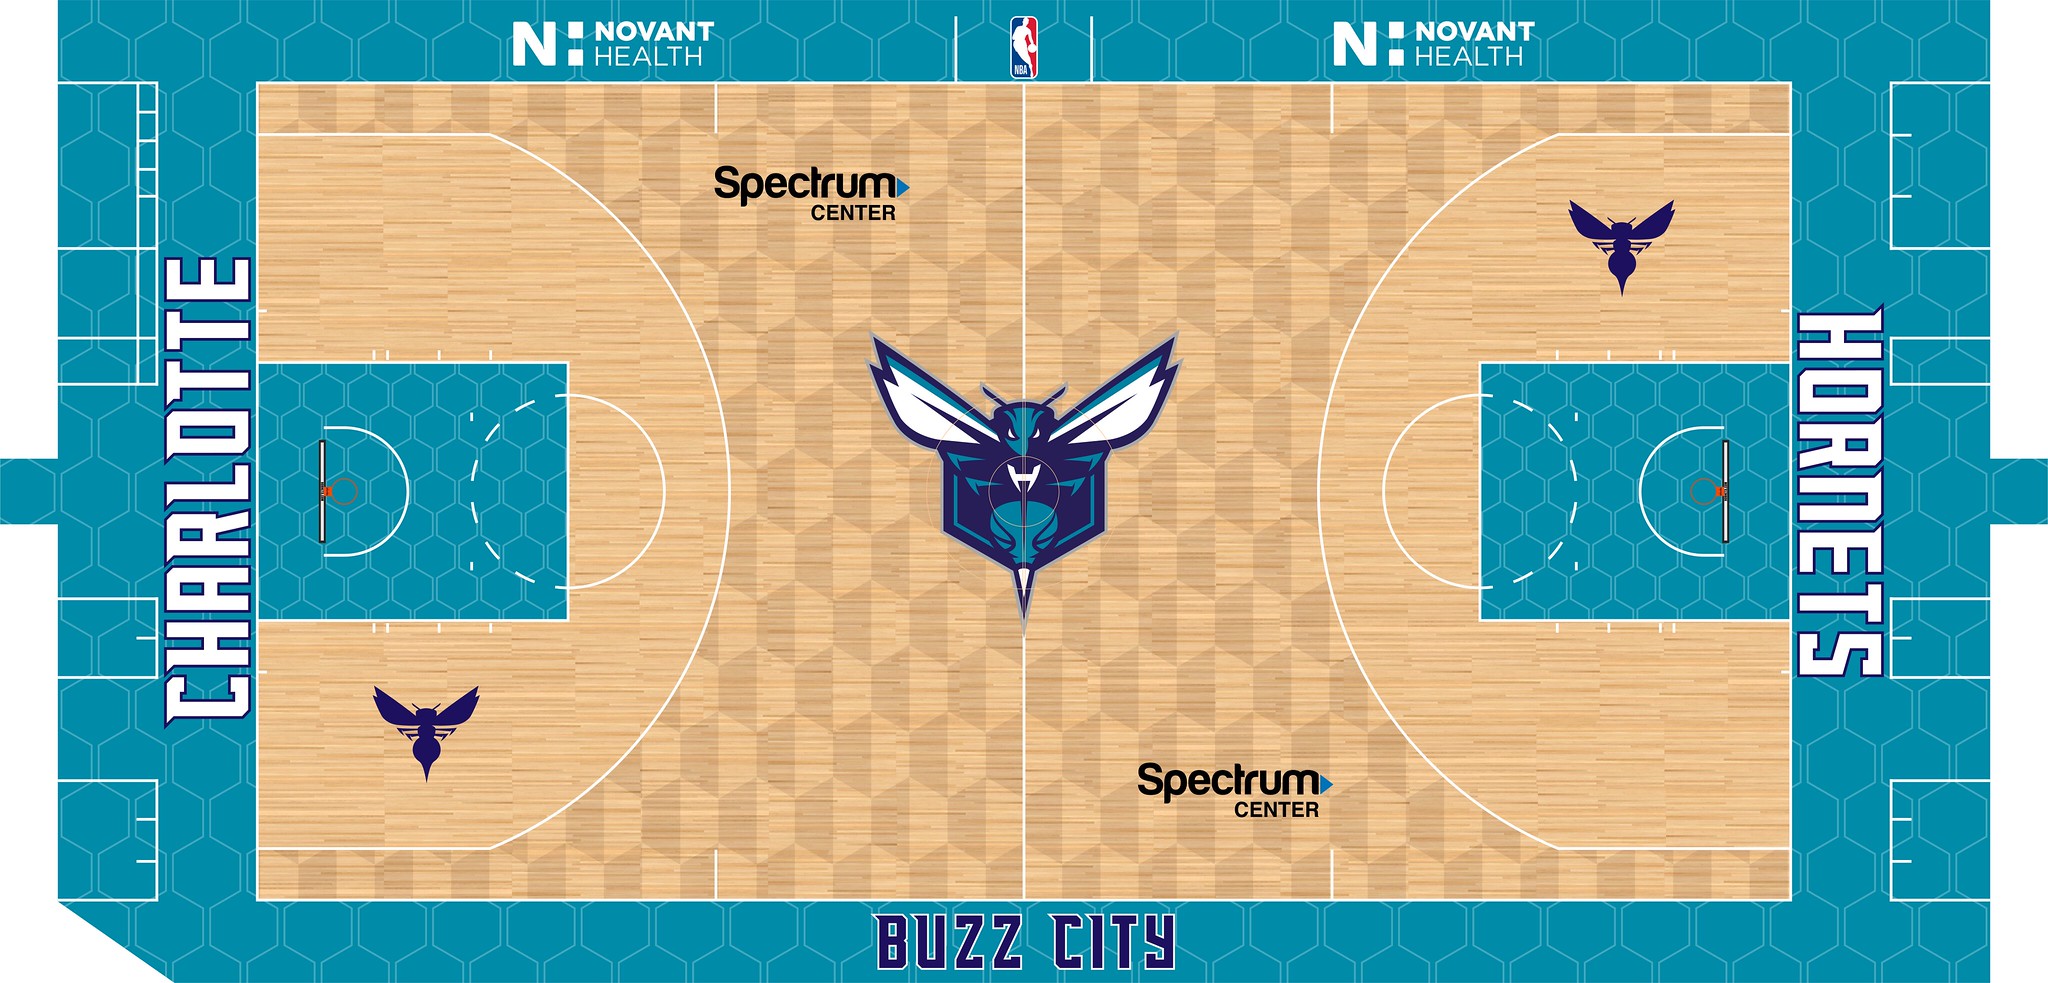 N: NOVANT
HEALTH
NBA
N: NOVANT
HEALTH
Spectrum
CENTER
CHARLOTTE
HORNETS
H
Spectrum
CENTER
BUZZ CITY